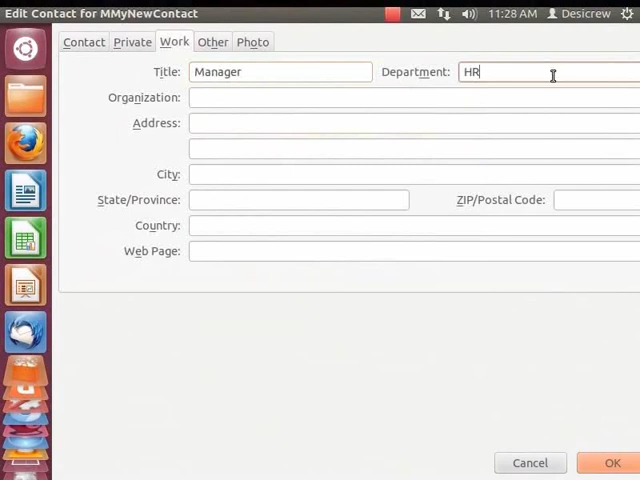 Edit Contact for MMyNewContact 11:28 AM Desicrew
Contact Private Work Other Photo
Title: Manager Department: HR
Organization:
Address:
City:
State/Province: ZIP/Postal Code:
Country:
Web Page:
Cancel OK